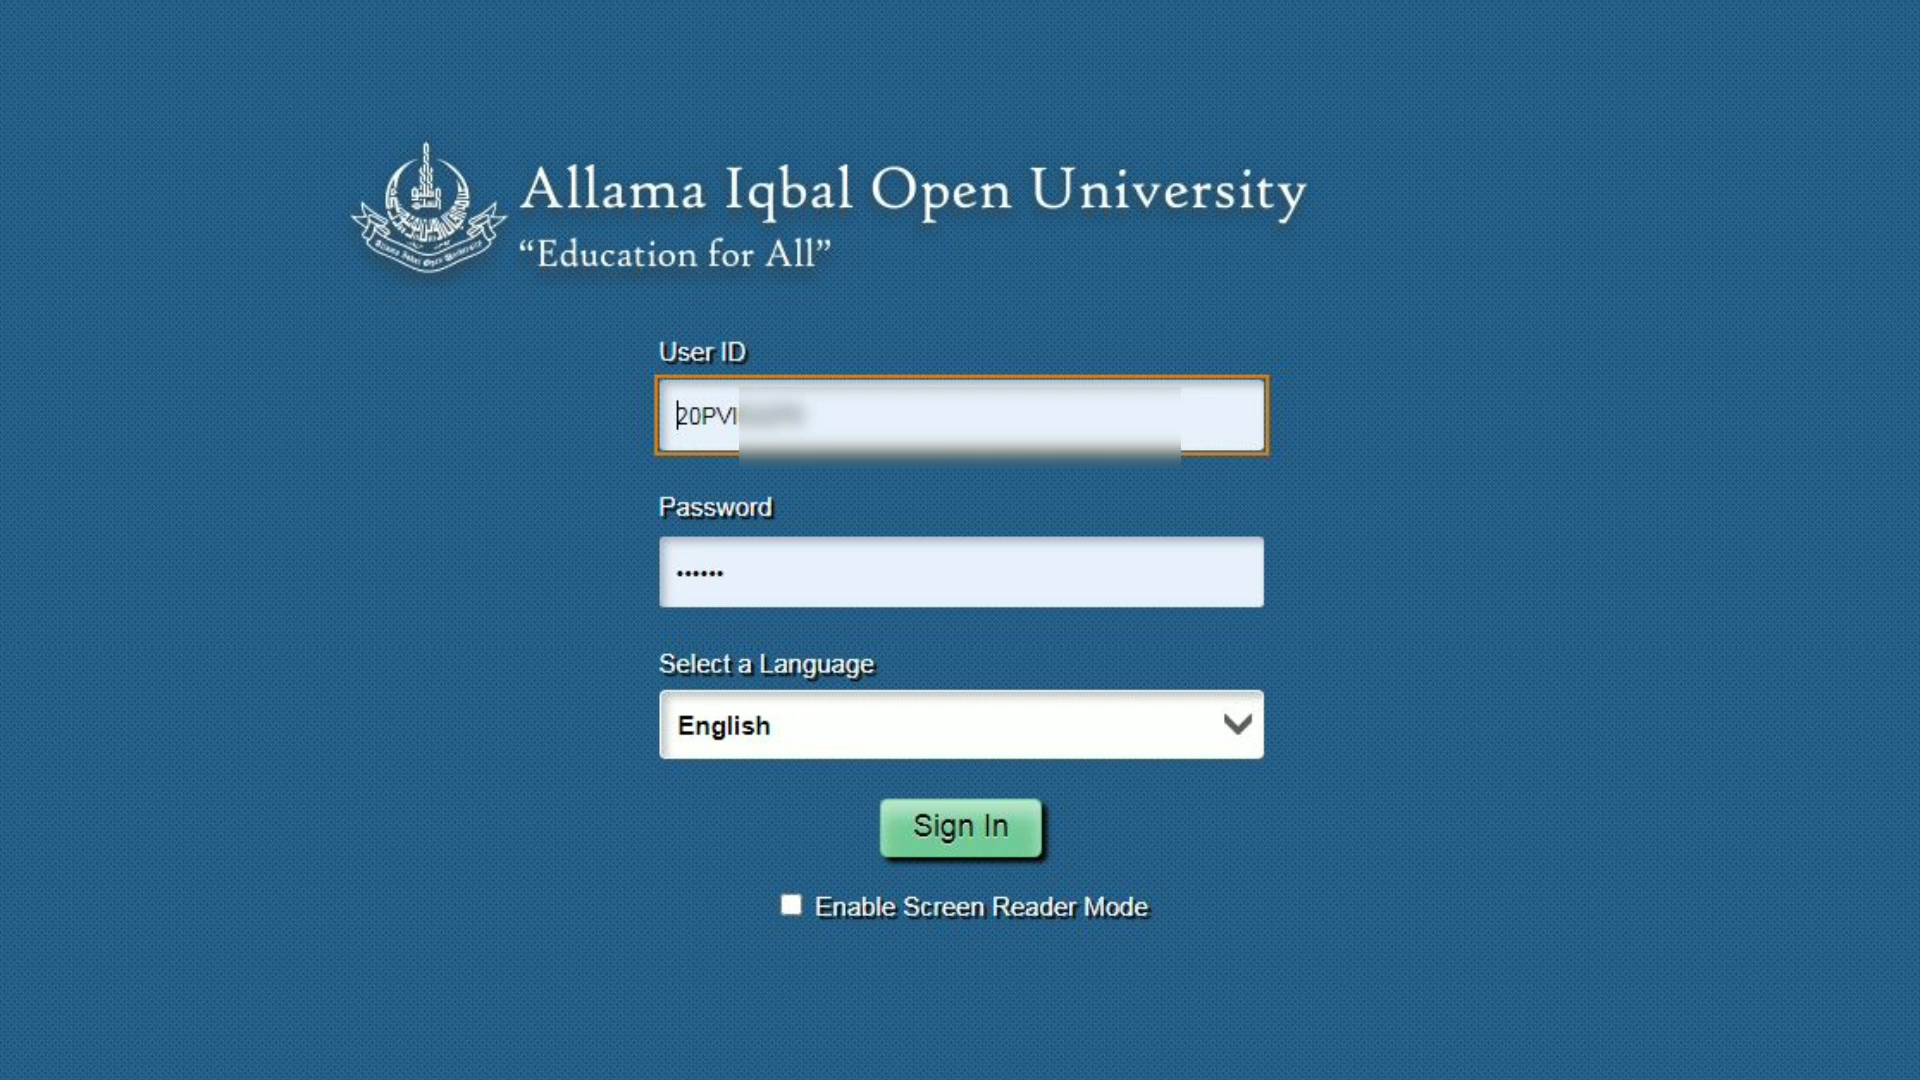 Allama Iqbal Open University
“Education for All”
User ID
Password
••••••
Select a Language
English
Sign In
Enable Screen Reader Mode